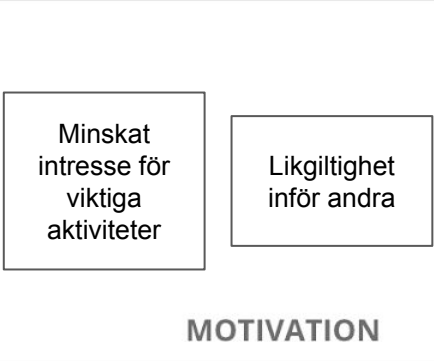 Minskat
intresse för
viktiga
aktiviteter
Likgiltighet
inför andra
MOTIVATION